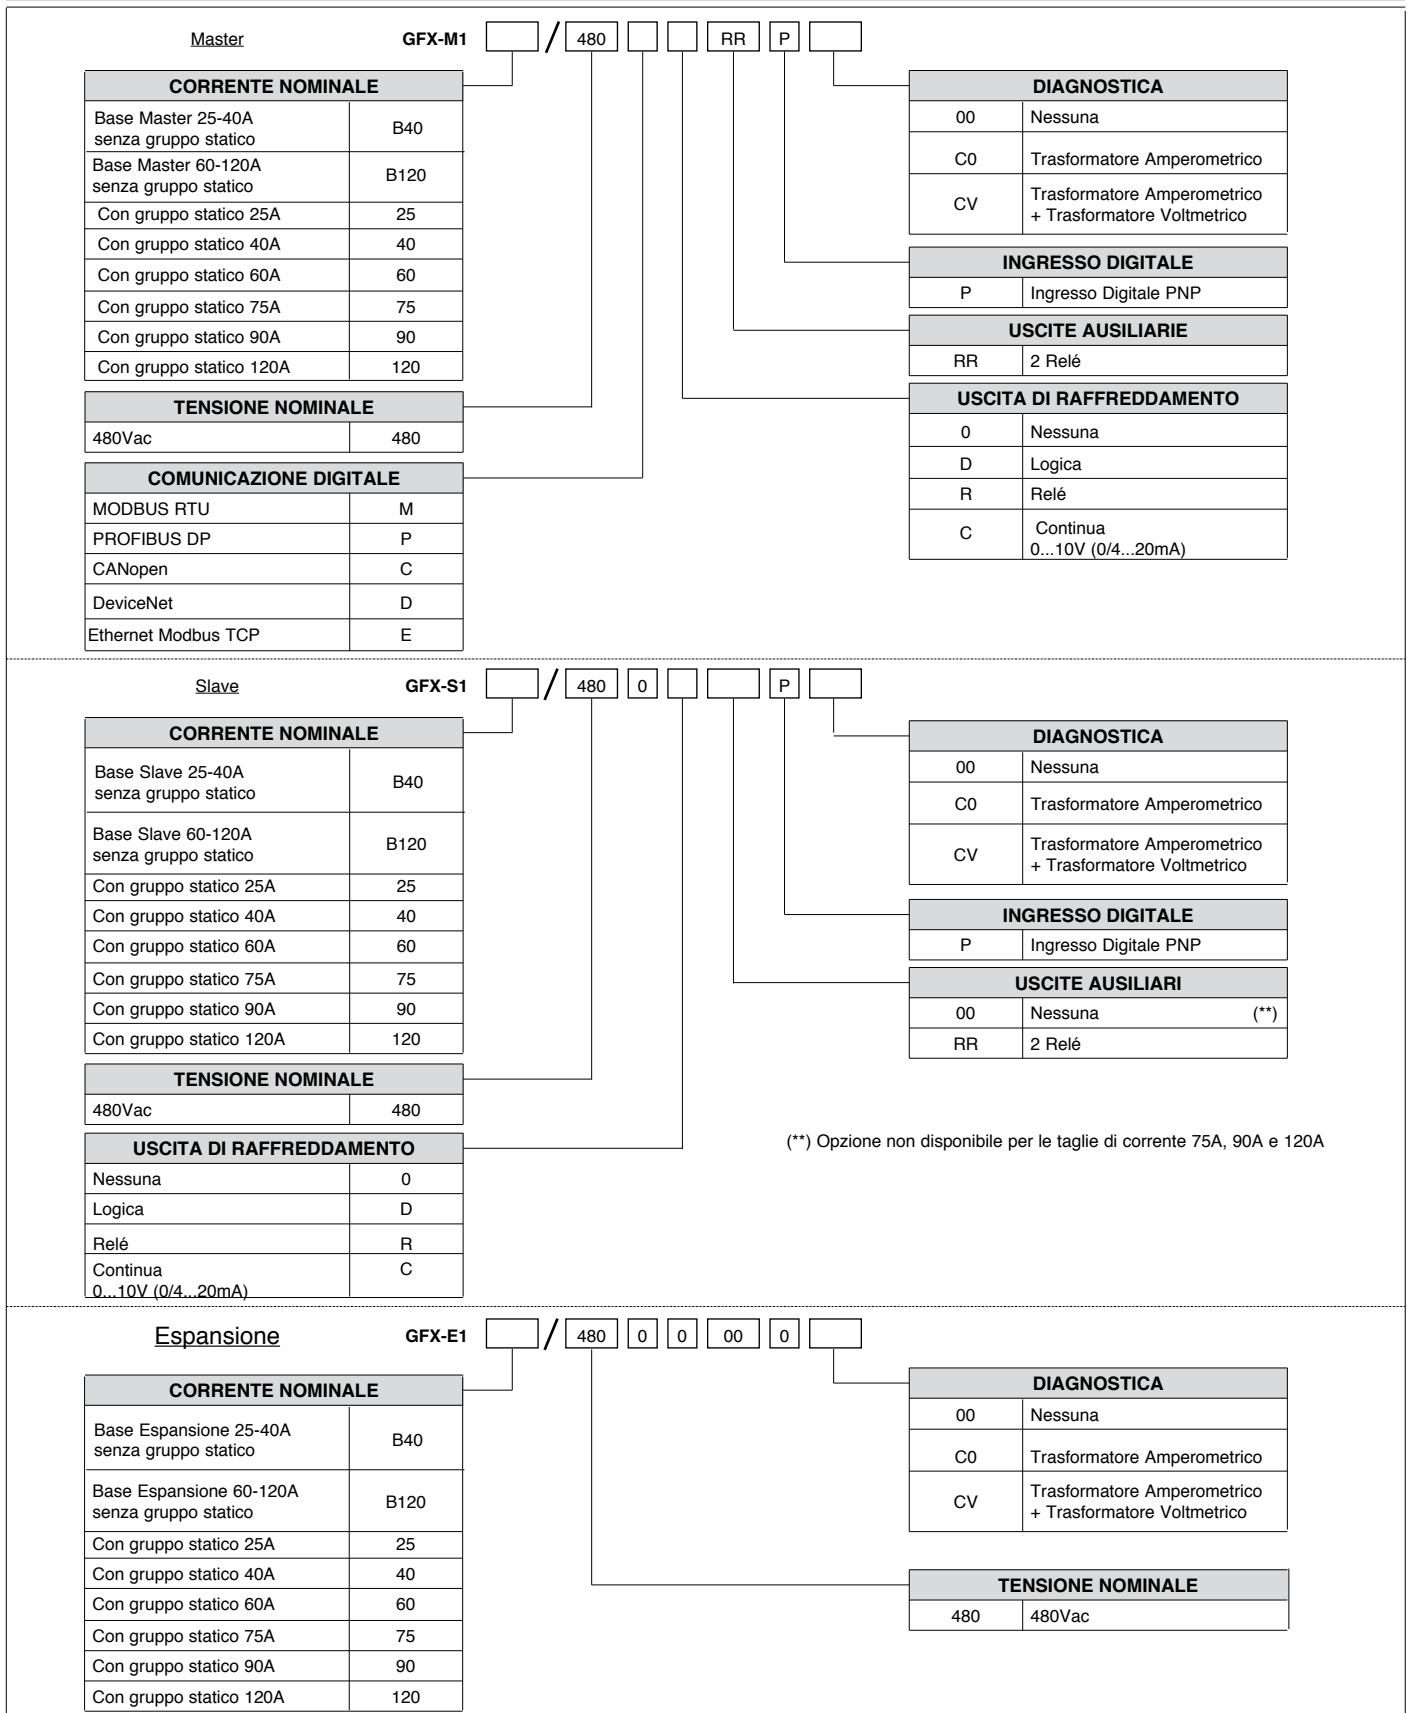 Master GFX-M1 / 480 RR P
CORRENTE NOMINALE
Base Master 25-40A
senza gruppo statico B40
Base Master 60-120A
senza gruppo statico B120
Con gruppo statico 25A 25
Con gruppo statico 40A 40
Con gruppo statico 60A 60
Con gruppo statico 75A 75
Con gruppo statico 90A 90
Con gruppo statico 120A 120
TENSIONE NOMINALE
480Vac 480
COMUNICAZIONE DIGITALE
MODBUS RTU M
PROFIBUS DP P
CANopen C
DeviceNet D
Ethernet Modbus TCP E
DIAGNOSTICA
00 Nessuna
C0 Trasformatore Amperometrico
CV Trasformatore Amperometrico
+ Trasformatore Voltmetrico
INGRESSO DIGITALE
P Ingresso Digitale PNP
USCITE AUSILIARIE
RR 2 Relé
USCITA DI RAFFREDDAMENTO
0 Nessuna
D Logica
R Relé
C Continua
0...10V (0/4...20mA)
Slave GFX-S1 / 480 0 P
CORRENTE NOMINALE
Base Slave 25-40A
senza gruppo statico B40
Base Slave 60-120A
senza gruppo statico B120
Con gruppo statico 25A 25
Con gruppo statico 40A 40
Con gruppo statico 60A 60
Con gruppo statico 75A 75
Con gruppo statico 90A 90
Con gruppo statico 120A 120
TENSIONE NOMINALE
480Vac 480
USCITA DI RAFFREDDAMENTO
Nessuna 0
Logica D
Relé R
Continua C
0...10V (0/4...20mA)
DIAGNOSTICA
00 Nessuna
C0 Trasformatore Amperometrico
CV Trasformatore Amperometrico
+ Trasformatore Voltmetrico
INGRESSO DIGITALE
P Ingresso Digitale PNP
USCITE AUSILIARI
00 Nessuna (**)
RR 2 Relé
(**) Opzione non disponibile per le taglie di corrente 75A, 90A e 120A
Espansione GFX-E1 / 480 0 0 00 0
CORRENTE NOMINALE
Base Espansione 25-40A
senza gruppo statico B40
Base Espansione 60-120A
senza gruppo statico B120
Con gruppo statico 25A 25
Con gruppo statico 40A 40
Con gruppo statico 60A 60
Con gruppo statico 75A 75
Con gruppo statico 90A 90
Con gruppo statico 120A 120
DIAGNOSTICA
00 Nessuna
C0 Trasformatore Amperometrico
CV Trasformatore Amperometrico
+ Trasformatore Voltmetrico
TENSIONE NOMINALE
480 480Vac